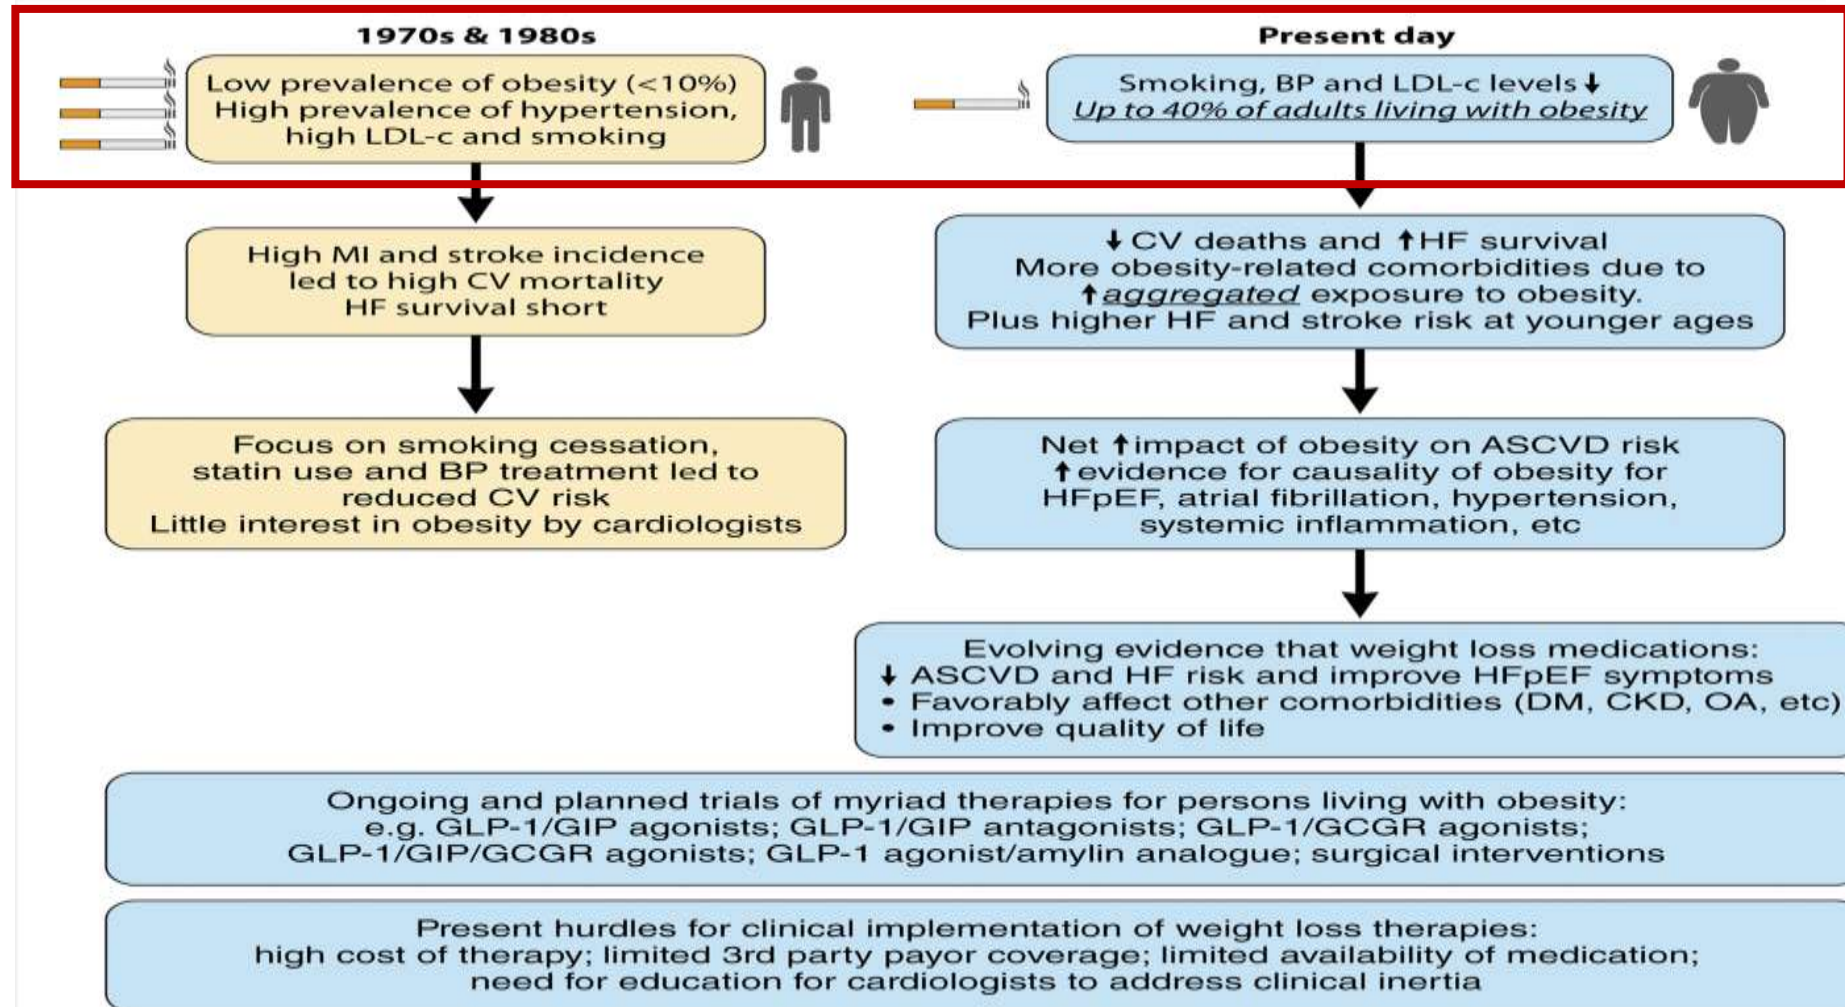 1970s & 1980s
Low prevalence of obesity (<10%)
High prevalence of hypertension,
high LDL-c and smoking
High MI and stroke incidence
led to high CV mortality
HF survival short
Focus on smoking cessation,
statin use and BP treatment led to
reduced CV risk
Little interest in obesity by cardiologists
Present day
Smoking, BP and LDL-c levels ↓
Up to 40% of adults living with obesity
↓ CV deaths and ↑HF survival
More obesity-related comorbidities due to
↑aggregated exposure to obesity.
Plus higher HF and stroke risk at younger ages
Net ↑impact of obesity on ASCVD risk
↑evidence for causality of obesity for
HFpEF, atrial fibrillation, hypertension,
systemic inflammation, etc
Evolving evidence that weight loss medications:
↓ ASCVD and HF risk and improve HFpEF symptoms
• Favorably affect other comorbidities (DM, CKD, OA, etc)
• Improve quality of life
Ongoing and planned trials of myriad therapies for persons living with obesity:
e.g. GLP-1/GIP agonists; GLP-1/GIP antagonists; GLP-1/GCGR agonists;
GLP-1/GIP/GCGR agonists; GLP-1 agonist/amylin analogue; surgical interventions
Present hurdles for clinical implementation of weight loss therapies:
high cost of therapy; limited 3rd party payor coverage; limited availability of medication;
need for education for cardiologists to address clinical inertia